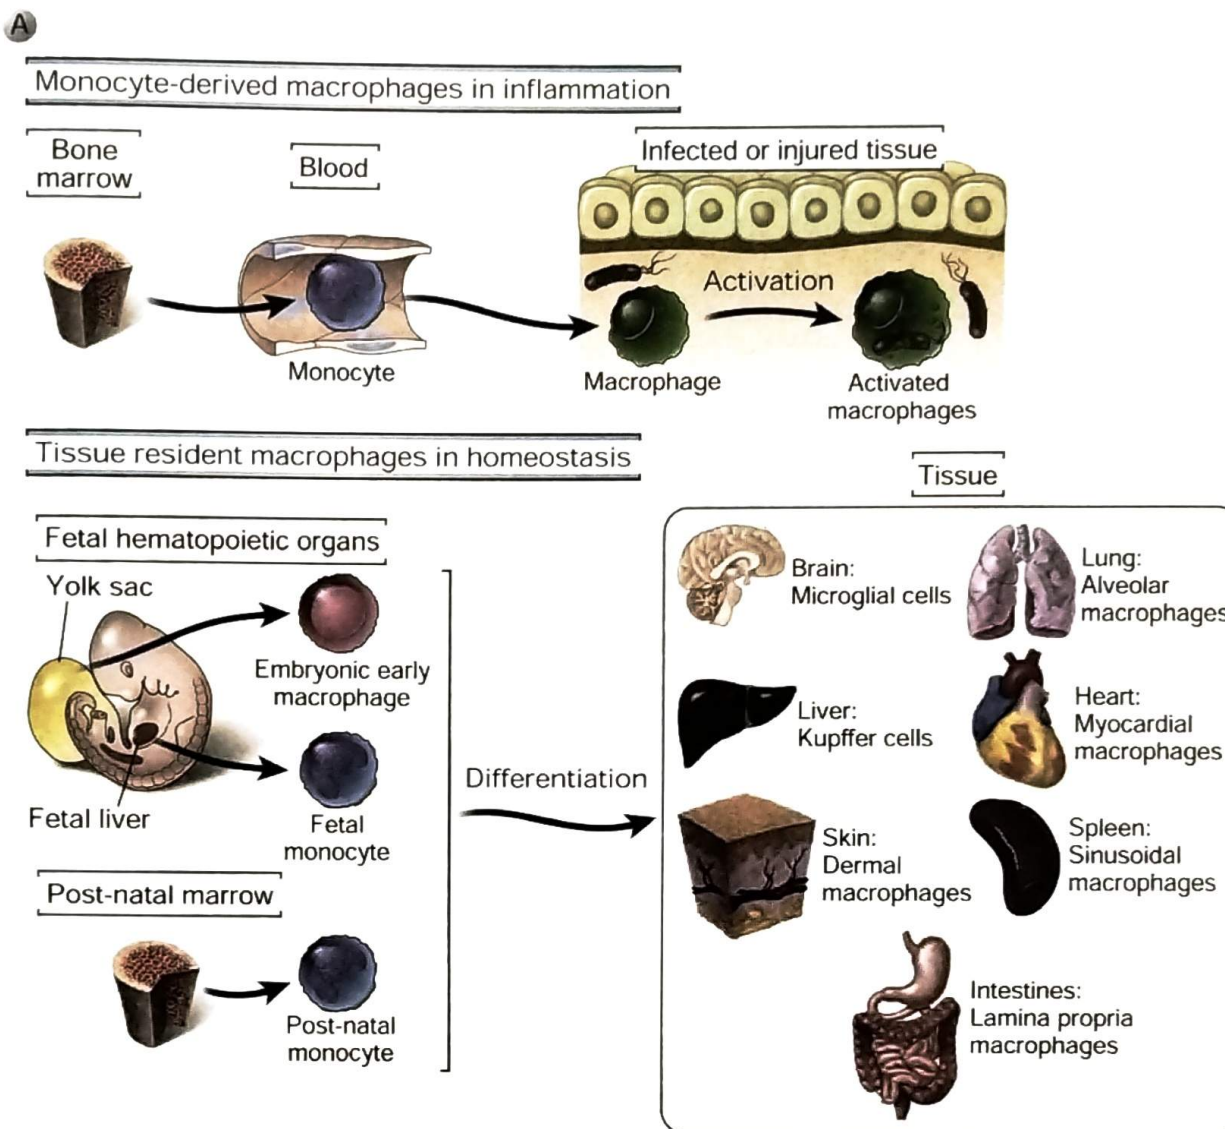 A
Monocyte-derived macrophages in inflammation
Bone
marrow
Blood
Infected or injured tissue
Activation
Monocyte
Macrophage
Activated
macrophages
Tissue resident macrophages in homeostasis
Tissue
Fetal hematopoietic organs
Yolk sac
Embryonic early
macrophage
Fetal liver
Fetal
monocyte
Post-natal marrow
Post-natal
monocyte
Differentiation
Brain:
Microglial cells
Lung:
Alveolar
macrophages
Liver:
Kupffer cells
Heart:
Myocardial
macrophages
Skin:
Dermal
macrophages
Spleen:
Sinusoidal
macrophages
Intestines:
Lamina propria
macrophages